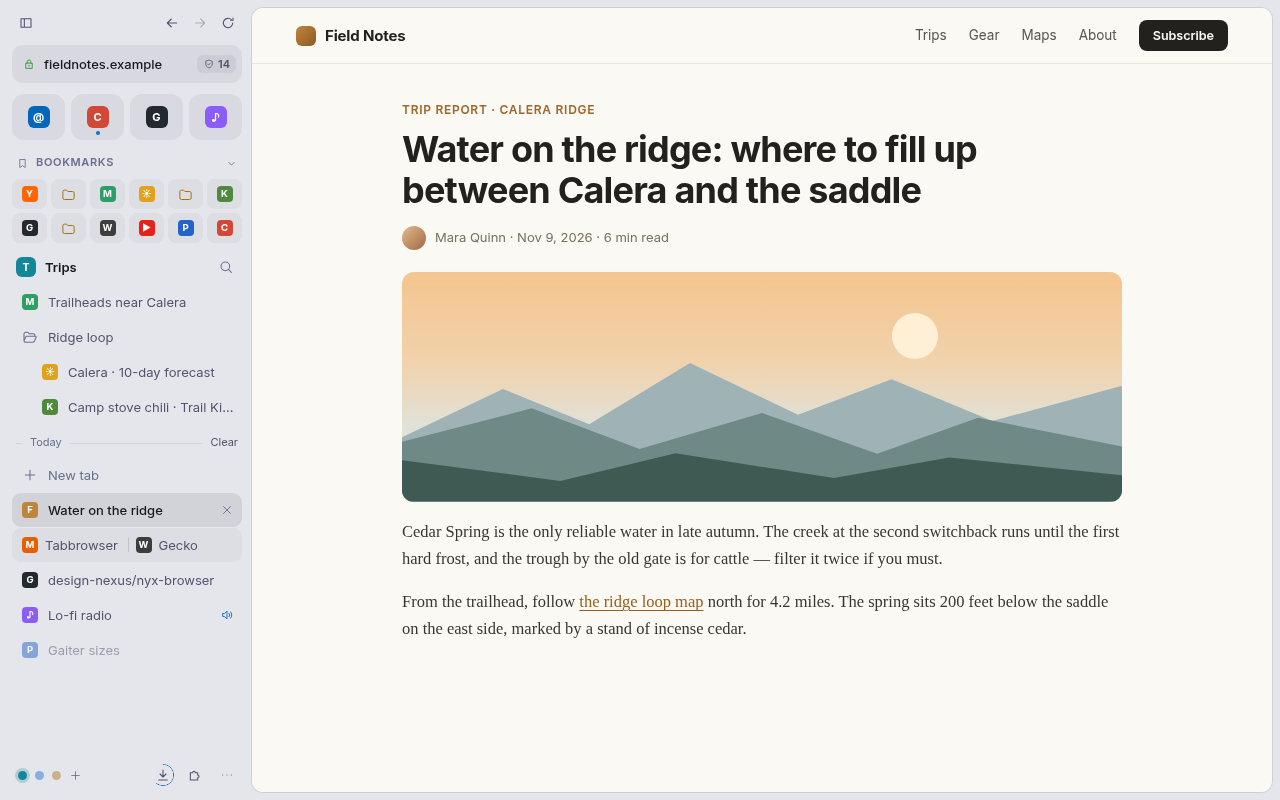 fieldnotes.example
14
@
C
G
BOOKMARKS
Y
M
K
G
W
P
C
T Trips
M Trailheads near Calera
Ridge loop
Calera · 10-day forecast
K Camp stove chili · Trail Ki...
Today
Clear
New tab
F Water on the ridge
M Tabbrowser
W Gecko
G design-nexus/nyx-browser
Lo-fi radio
P Gaiter sizes
Field Notes
Trips
Gear
Maps
About
Subscribe
TRIP REPORT · CALERA RIDGE
Water on the ridge: where to fill up
between Calera and the saddle
Mara Quinn · Nov 9, 2026 · 6 min read
Cedar Spring is the only reliable water in late autumn. The creek at the second switchback runs until the first
hard frost, and the trough by the old gate is for cattle — filter it twice if you must.
From the trailhead, follow the ridge loop map north for 4.2 miles. The spring sits 200 feet below the saddle
on the east side, marked by a stand of incense cedar.